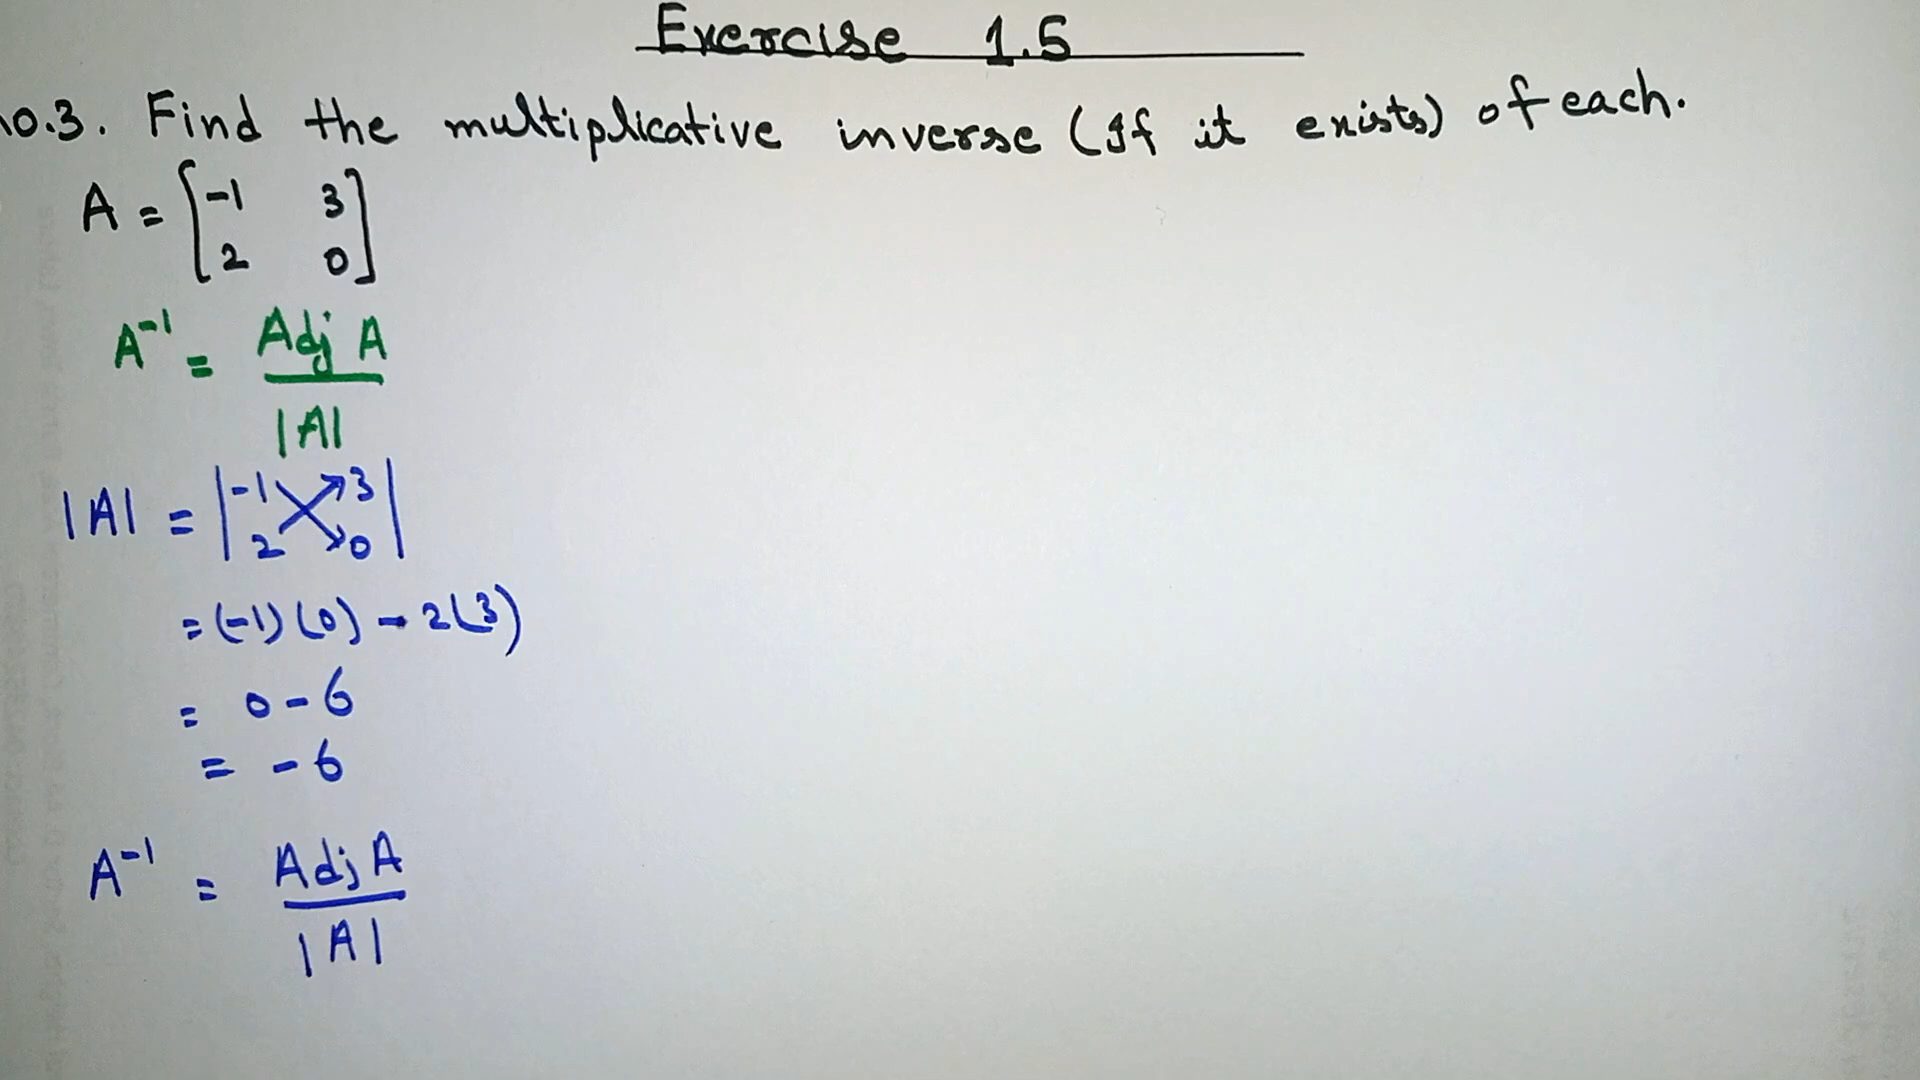 Exercise 1.5
no.3. Find the multiplicative inverse (If it exists) of each.
A = [-1 3
2 0]
A⁻¹ = Adj A
|A|
|A| = |-1 3
2 0|
= (-1)(0) - 2(3)
= 0 - 6
= - 6
A⁻¹ = Adj A
|A|